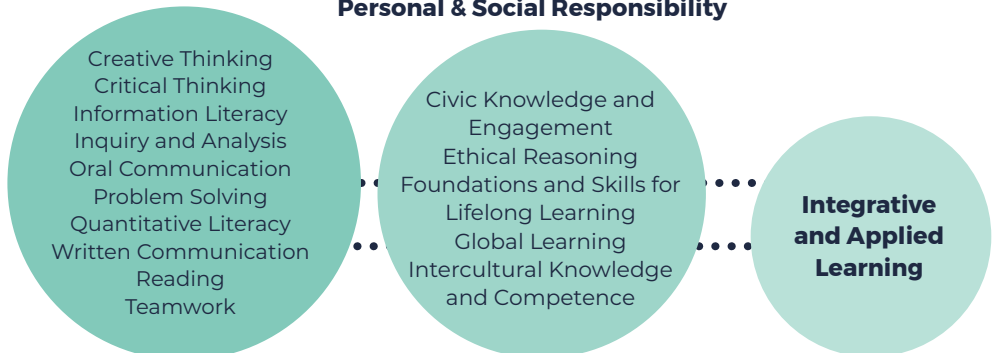 Personal & Social Responsibility
Creative Thinking
Critical Thinking
Information Literacy
Inquiry and Analysis
Oral Communication
Problem Solving
Quantitative Literacy
Written Communication
Reading
Teamwork
Civic Knowledge and
Engagement
Ethical Reasoning
Foundations and Skills for
Lifelong Learning
Global Learning
Intercultural Knowledge
and Competence
Integrative
and Applied
Learning